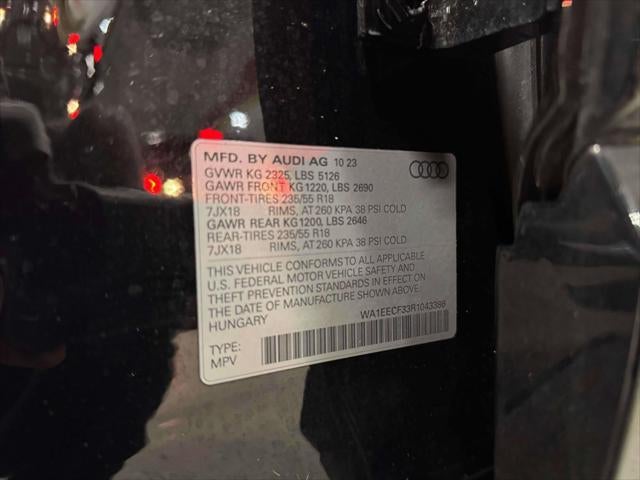 MFD. BY AUDI AG 10 23
GVWR KG 2325, LBS 5126
GAWR FRONT KG 1220, LBS 2690
FRONT-TIRES 235/55 R18
7JX18 RIMS, AT 260 KPA 38 PSI COLD
GAWR REAR KG1200, LBS 2646
REAR-TIRES 235/55 R18
7JX18 RIMS, AT 260 KPA 38 PSI COLD
THIS VEHICLE CONFORMS TO ALL APPLICABLE
U.S. FEDERAL MOTOR VEHICLE SAFETY AND
THEFT PREVENTION STANDARDS IN EFFECT ON
THE DATE OF MANUFACTURE SHOWN ABOVE.
HUNGARY WA1EECF33R1043386
TYPE:
MPV